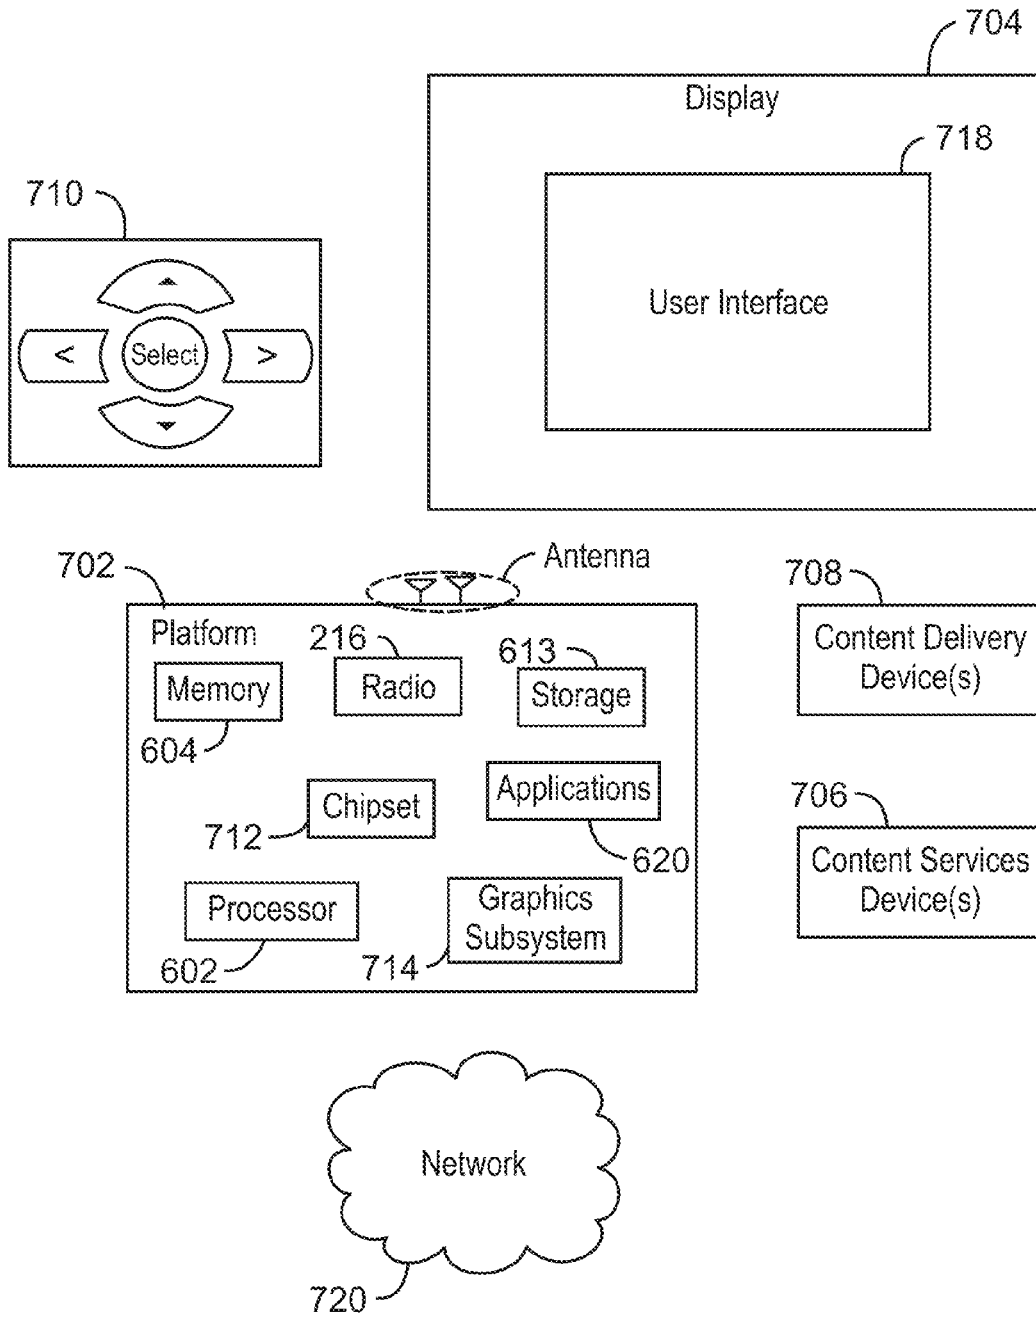 704
Display
718
User Interface
710
<
Select
>
702
Antenna
Platform
216
613
Memory
Radio
Storage
604
Chipset
Applications
712
620
Processor
Graphics
Subsystem
602
714
708
Content Delivery
Device(s)
706
Content Services
Device(s)
Network
720